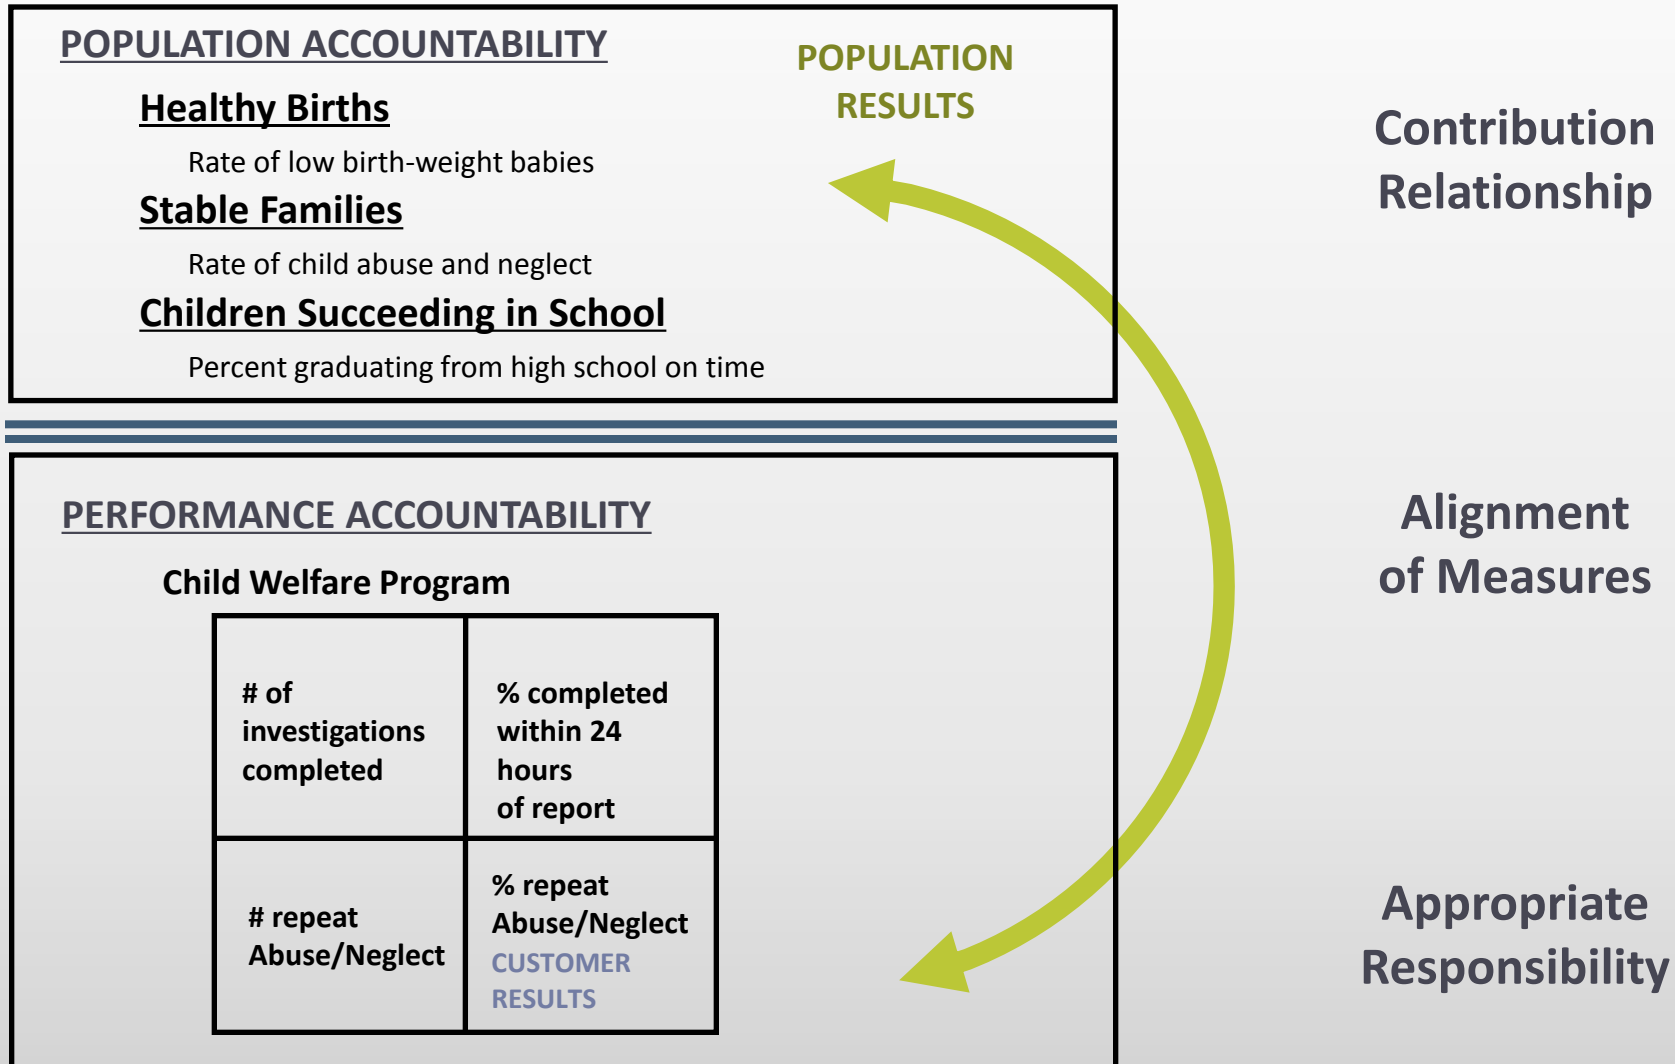 POPULATION ACCOUNTABILITY
POPULATION
RESULTS
Healthy Births
Rate of low birth-weight babies
Stable Families
Rate of child abuse and neglect
Children Succeeding in School
Percent graduating from high school on time
Contribution
Relationship
PERFORMANCE ACCOUNTABILITY
Child Welfare Program
# of
investigations
completed
% completed
within 24
hours
of report
# repeat
Abuse/Neglect
% repeat
Abuse/Neglect
CUSTOMER
RESULTS
Alignment
of Measures
Appropriate
Responsibility